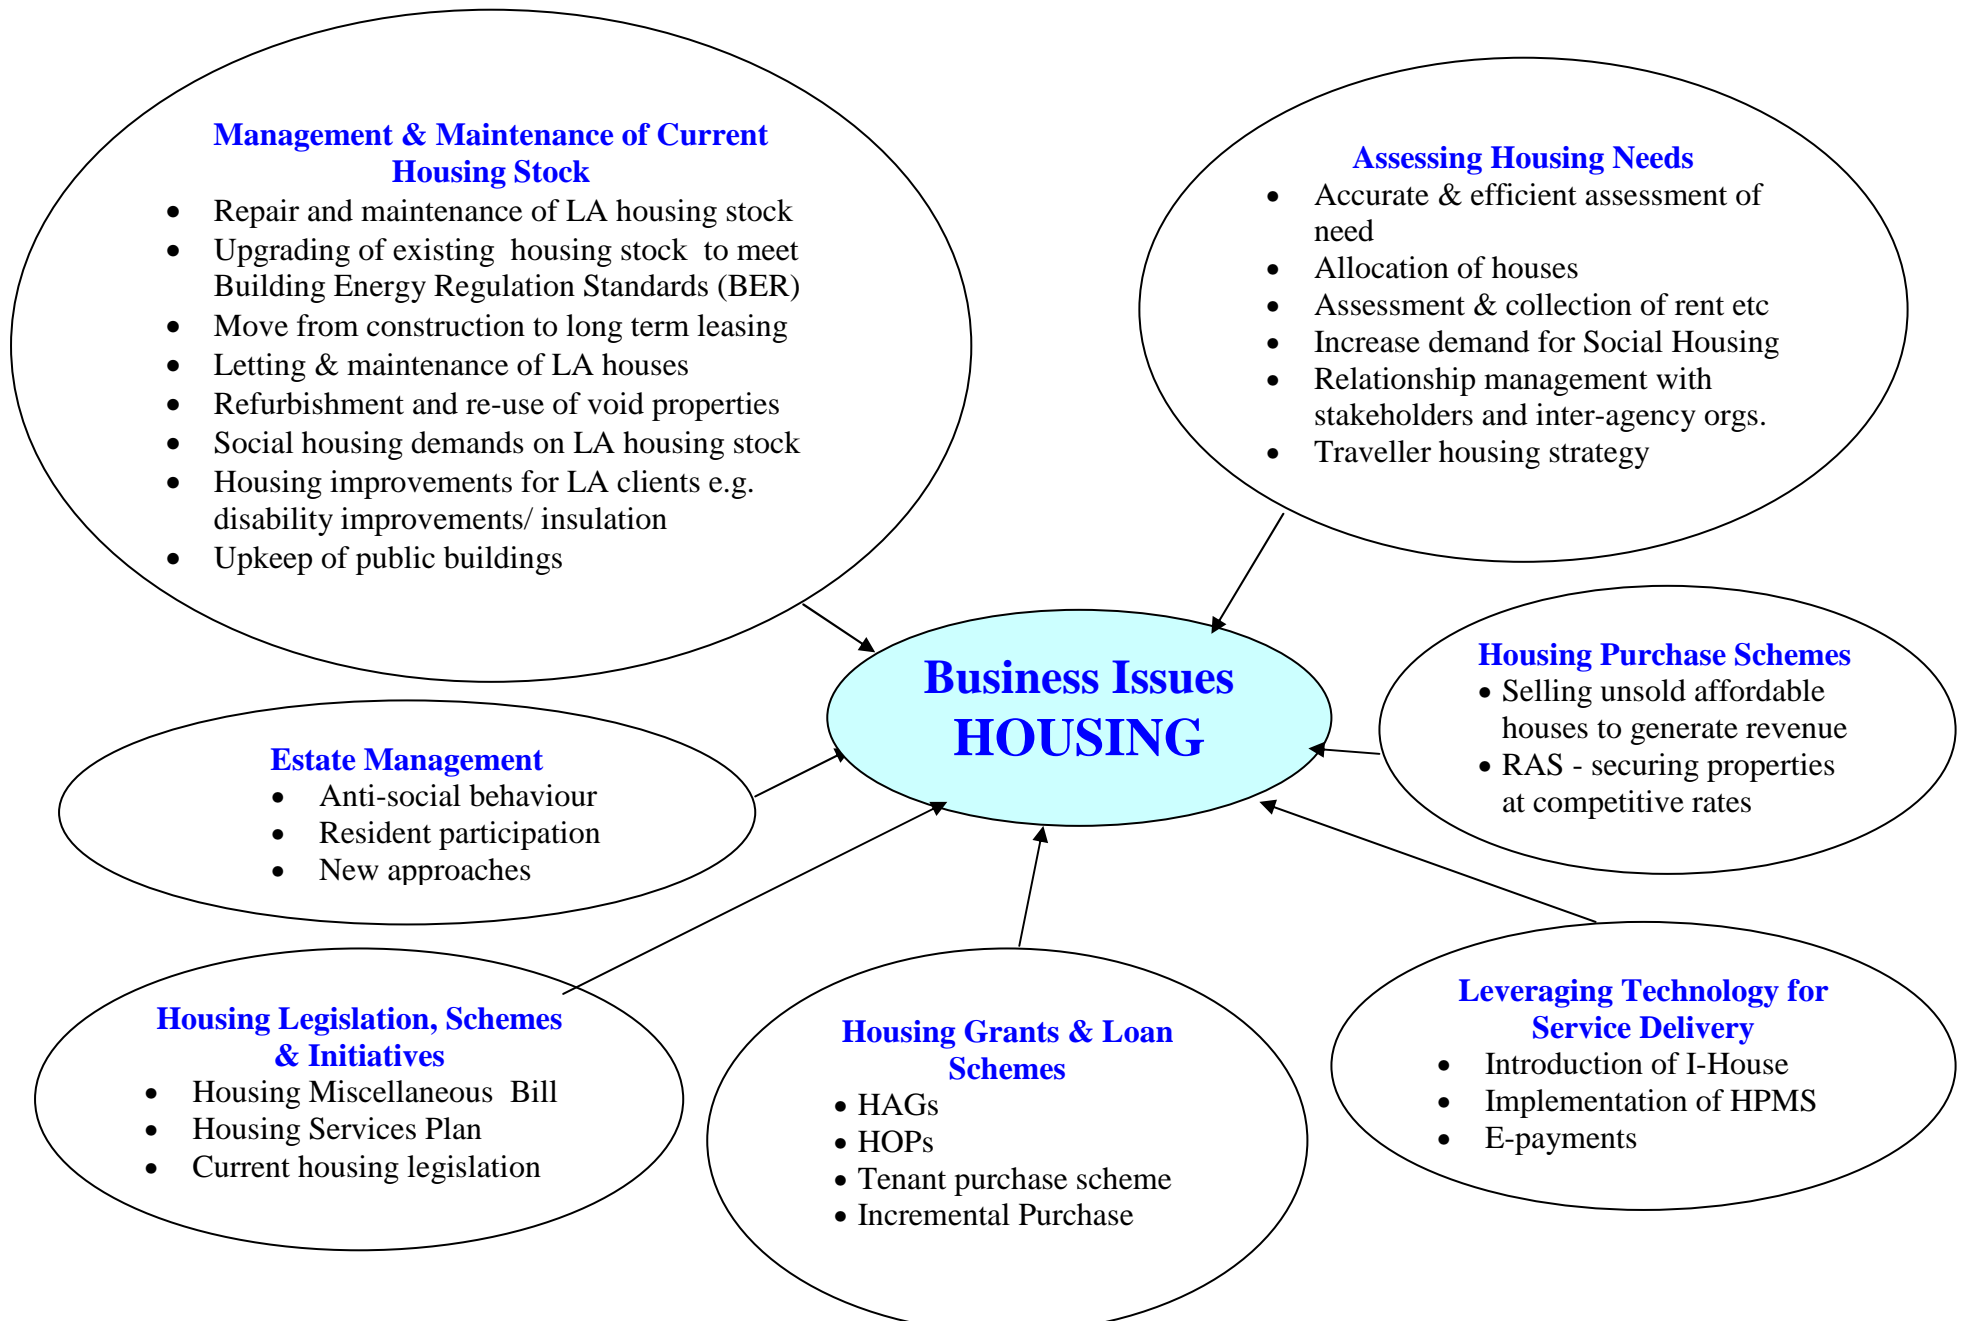 Management & Maintenance of Current
Housing Stock
• Repair and maintenance of LA housing stock
• Upgrading of existing housing stock to meet
Building Energy Regulation Standards (BER)
• Move from construction to long term leasing
• Letting & maintenance of LA houses
• Refurbishment and re-use of void properties
• Social housing demands on LA housing stock
• Housing improvements for LA clients e.g.
disability improvements/ insulation
• Upkeep of public buildings
Assessing Housing Needs
• Accurate & efficient assessment of
need
• Allocation of houses
• Assessment & collection of rent etc
• Increase demand for Social Housing
• Relationship management with
stakeholders and inter-agency orgs.
• Traveller housing strategy
Business Issues
HOUSING
Housing Purchase Schemes
• Selling unsold affordable
houses to generate revenue
• RAS - securing properties
at competitive rates
Estate Management
• Anti-social behaviour
• Resident participation
• New approaches
Housing Legislation, Schemes
& Initiatives
• Housing Miscellaneous Bill
• Housing Services Plan
• Current housing legislation
Housing Grants & Loan
Schemes
• HAGs
• HOPs
• Tenant purchase scheme
• Incremental Purchase
Leveraging Technology for
Service Delivery
• Introduction of I-House
• Implementation of HPMS
• E-payments